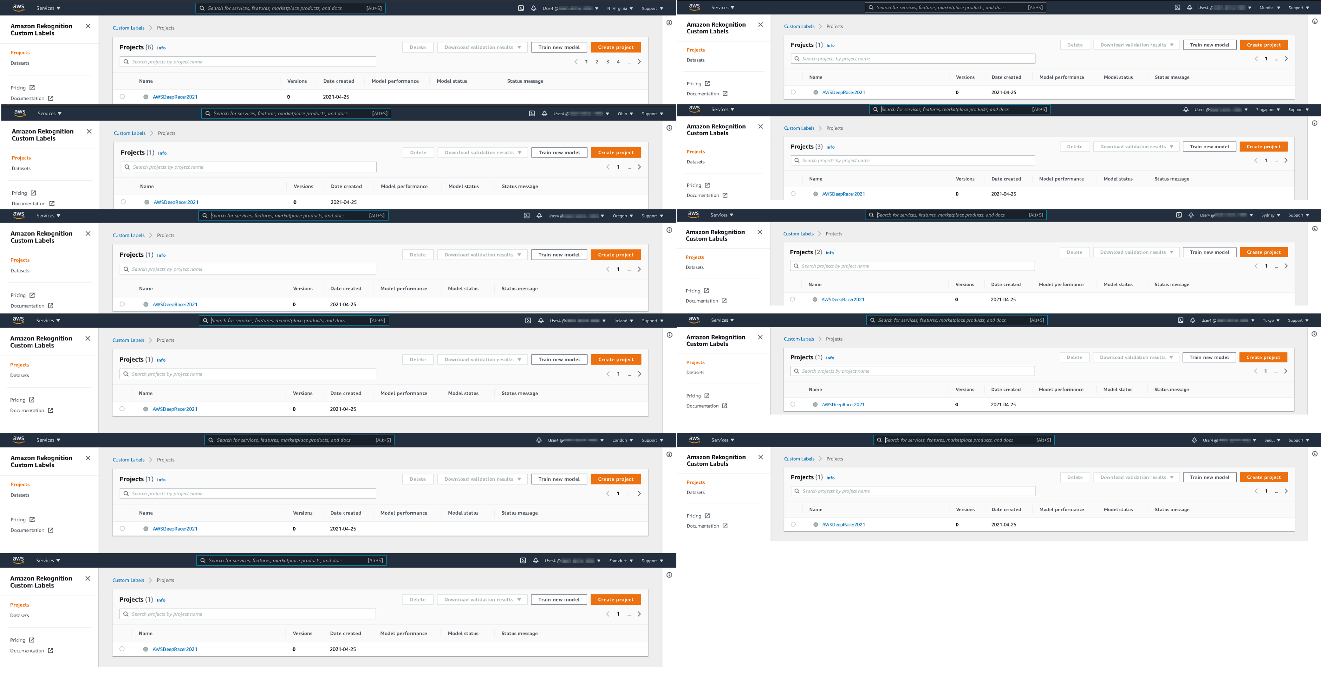 aws Services ▼ Search for services, features, marketplace products, and docs [Alt+S] N. Virginia ▼ Support ▼
Amazon Rekognition
Custom Labels
Projects
Datasets
Pricing
Documentation
Custom Labels > Projects
Projects (6) Info
Delete Download validation results ▼ Train new model Create project
Search projects by project name
< 1 2 3 4 ... >
Name Versions Date created Model performance Model status Status message
AWSDeepRacer2021 0 2021-04-25
aws Services ▼ Search for services, features, marketplace products, and docs [Alt+S] Ohio ▼ Support ▼
Amazon Rekognition
Custom Labels
Projects
Datasets
Pricing
Documentation
Custom Labels > Projects
Projects (1) Info
Delete Download validation results ▼ Train new model Create project
Search projects by project name
< 1 ... >
Name Versions Date created Model performance Model status Status message
AWSDeepRacer2021 0 2021-04-25
aws Services ▼ Search for services, features, marketplace products, and docs [Alt+S] Oregon ▼ Support ▼
Amazon Rekognition
Custom Labels
Projects
Datasets
Pricing
Documentation
Custom Labels > Projects
Projects (1) Info
Delete Download validation results ▼ Train new model Create project
Search projects by project name
< 1 ... >
Name Versions Date created Model performance Model status Status message
AWSDeepRacer2021 0 2021-04-25
aws Services ▼ Search for services, features, marketplace products, and docs [Alt+S] Ireland ▼ Support ▼
Amazon Rekognition
Custom Labels
Projects
Datasets
Pricing
Documentation
Custom Labels > Projects
Projects (1) Info
Delete Download validation results ▼ Train new model Create project
Search projects by project name
< 1 ... >
Name Versions Date created Model performance Model status Status message
AWSDeepRacer2021 0 2021-04-25
aws Services ▼ Search for services, features, marketplace products, and docs [Alt+S] London ▼ Support ▼
Amazon Rekognition
Custom Labels
Projects
Datasets
Pricing
Documentation
Custom Labels > Projects
Projects (1) Info
Delete Download validation results ▼ Train new model Create project
Search projects by project name
< 1 ... >
Name Versions Date created Model performance Model status Status message
AWSDeepRacer2021 0 2021-04-25
aws Services ▼ Search for services, features, marketplace products, and docs [Alt+S] Frankfurt ▼ Support ▼
Amazon Rekognition
Custom Labels
Projects
Datasets
Pricing
Documentation
Custom Labels > Projects
Projects (1) Info
Delete Download validation results ▼ Train new model Create project
Search projects by project name
< 1 ... >
Name Versions Date created Model performance Model status Status message
AWSDeepRacer2021 0 2021-04-25
aws Services ▼ Search for services, features, marketplace products, and docs [Alt+S] Mumbai ▼ Support ▼
Amazon Rekognition
Custom Labels
Projects
Datasets
Pricing
Documentation
Custom Labels > Projects
Projects (1) Info
Delete Download validation results ▼ Train new model Create project
Search projects by project name
< 1 ... >
Name Versions Date created Model performance Model status Status message
AWSDeepRacer2021 0 2021-04-25
aws Services ▼ Search for services, features, marketplace products, and docs [Alt+S] Singapore ▼ Support ▼
Amazon Rekognition
Custom Labels
Projects
Datasets
Pricing
Documentation
Custom Labels > Projects
Projects (3) Info
Delete Download validation results ▼ Train new model Create project
Search projects by project name
< 1 ... >
Name Versions Date created Model performance Model status Status message
AWSDeepRacer2021 0 2021-04-25
aws Services ▼ Search for services, features, marketplace products, and docs [Alt+S] Sydney ▼ Support ▼
Amazon Rekognition
Custom Labels
Projects
Datasets
Pricing
Documentation
Custom Labels > Projects
Projects (2) Info
Delete Download validation results ▼ Train new model Create project
Search projects by project name
< 1 ... >
Name Versions Date created Model performance Model status Status message
AWSDeepRacer2021 0 2021-04-25
aws Services ▼ Search for services, features, marketplace products, and docs [Alt+S] Tokyo ▼ Support ▼
Amazon Rekognition
Custom Labels
Projects
Datasets
Pricing
Documentation
Custom Labels > Projects
Projects (1) Info
Delete Download validation results ▼ Train new model Create project
Search projects by project name
< 1 ... >
Name Versions Date created Model performance Model status Status message
AWSDeepRacer2021 0 2021-04-25
aws Services ▼ Search for services, features, marketplace products, and docs [Alt+S] Seoul ▼ Support ▼
Amazon Rekognition
Custom Labels
Projects
Datasets
Pricing
Documentation
Custom Labels > Projects
Projects (1) Info
Delete Download validation results ▼ Train new model Create project
Search projects by project name
< 1 ... >
Name Versions Date created Model performance Model status Status message
AWSDeepRacer2021 0 2021-04-25